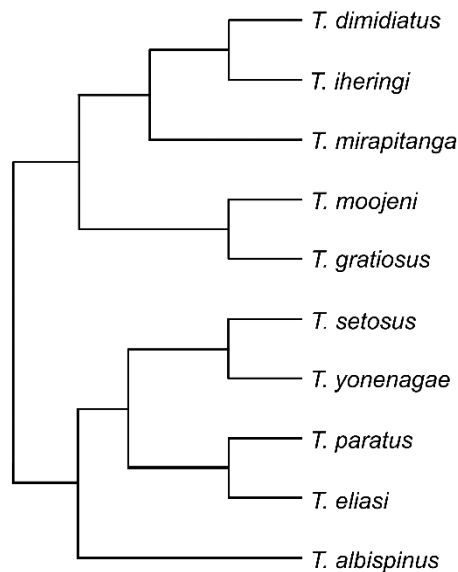 T. dimidiatus
T. iheringi
T. mirapitanga
T. moojeni
T. gratiosus
T. setosus
T. yonenagae
T. paratus
T. eliasi
T. albispinus